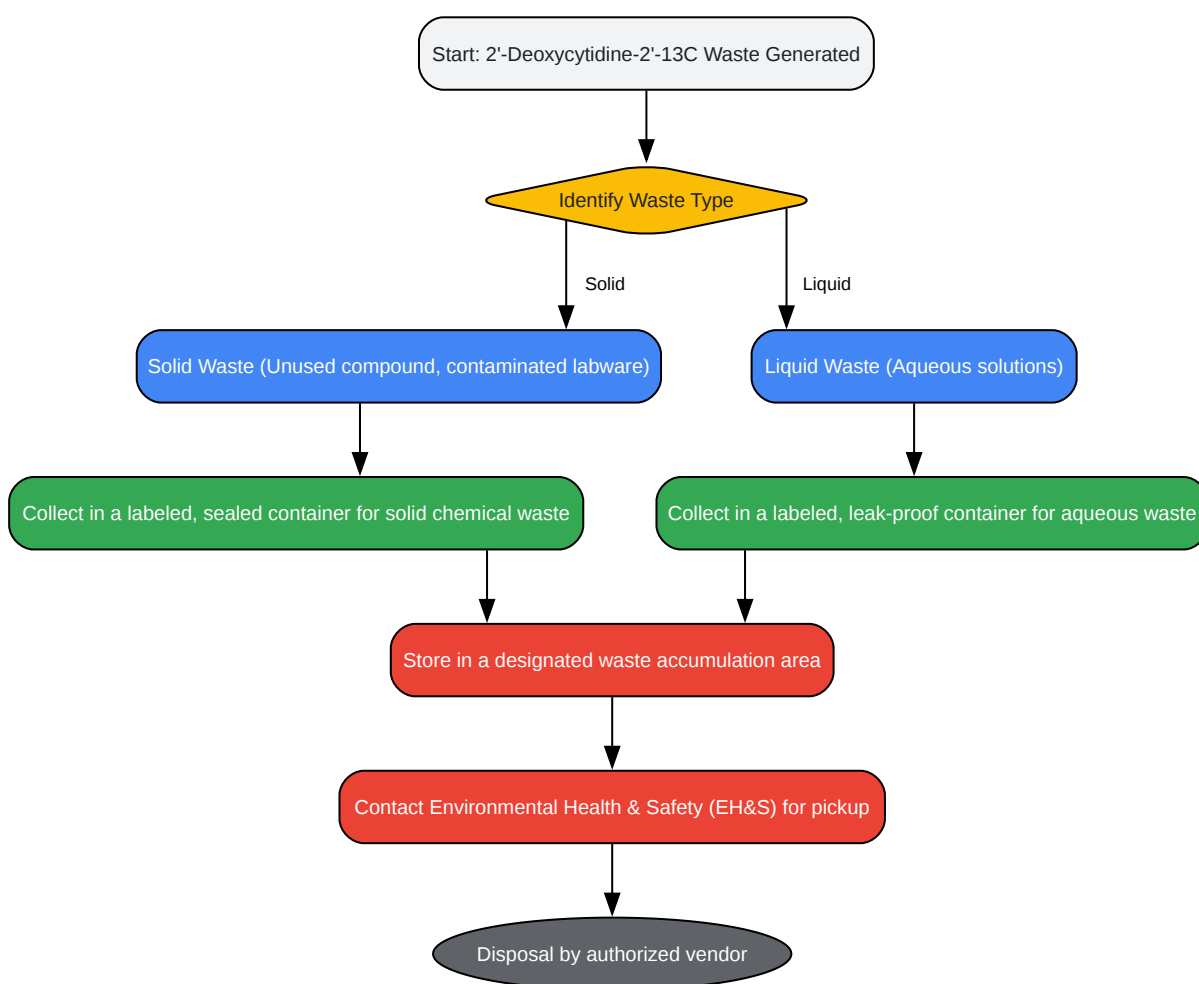 Start: 2'-Deoxycytidine-2'-13C Waste Generated
Identify Waste Type
Solid
Liquid
Solid Waste (Unused compound, contaminated labware)
Liquid Waste (Aqueous solutions)
Collect in a labeled, sealed container for solid chemical waste
Collect in a labeled, leak-proof container for aqueous waste
Store in a designated waste accumulation area
Contact Environmental Health & Safety (EH&S) for pickup
Disposal by authorized vendor